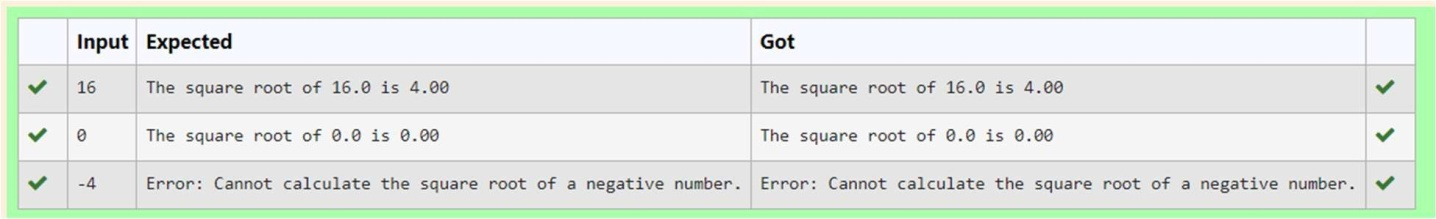 Input Expected Got
16 The square root of 16.0 is 4.00 The square root of 16.0 is 4.00
0 The square root of 0.0 is 0.00 The square root of 0.0 is 0.00
-4 Error: Cannot calculate the square root of a negative number. Error: Cannot calculate the square root of a negative number.